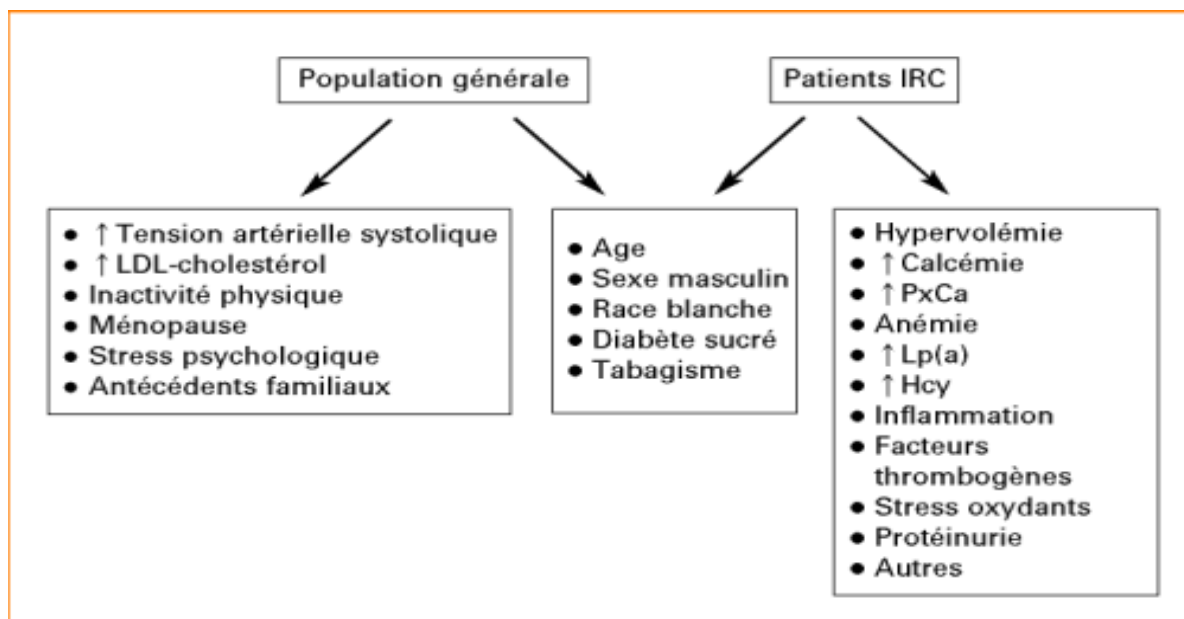 Population générale
Patients IRC
● ↑ Tension artérielle systolique
● ↑ LDL-cholestérol
● Inactivité physique
● Ménopause
● Stress psychologique
● Antécédents familiaux
● Age
● Sexe masculin
● Race blanche
● Diabète sucré
● Tabagisme
● Hypervolémie
● ↑ Calcémie
● ↑ PxCa
● Anémie
● ↑ Lp(a)
● ↑ Hcy
● Inflammation
● Facteurs
thrombogènes
● Stress oxydants
● Protéinurie
● Autres